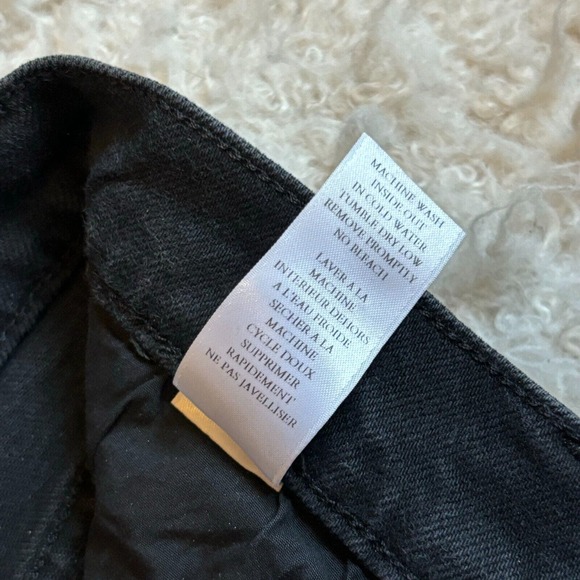 MACHINE WASH
INSIDE OUT
IN COLD WATER
TUMBLE DRY LOW
REMOVE PROMPTLY
NO BLEACH
LAVER A LA
MACHINE
INTERIEUR DEHORS
A L'EAU FROIDE
SECHER A LA
MACHINE
CYCLE DOUX
SUPPRIMER
RAPIDEMENT
NE PAS JAVELLISER